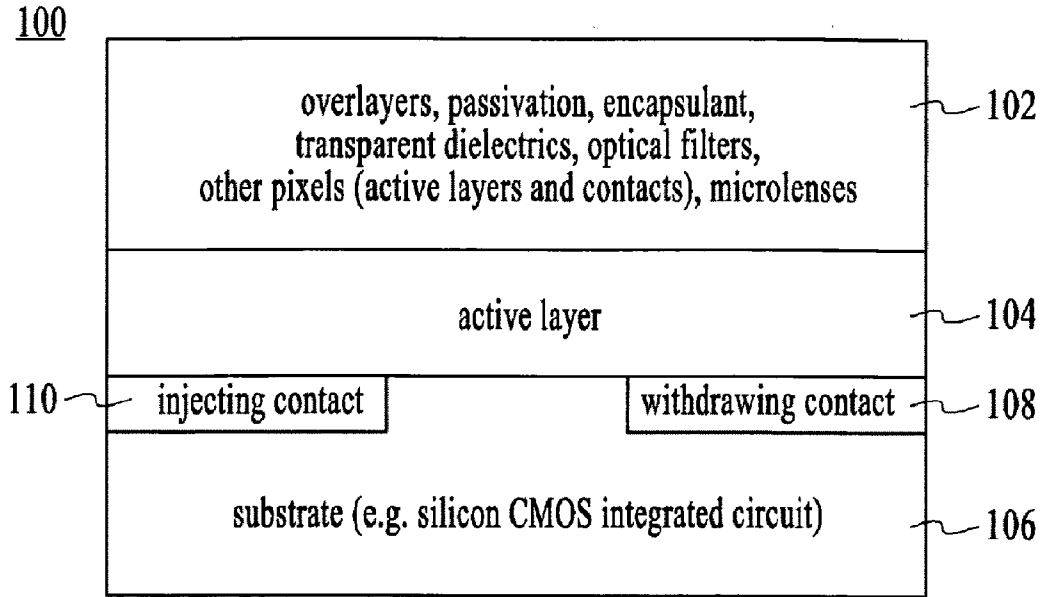 100
overlayers, passivation, encapsulant,
transparent dielectrics, optical filters,
other pixels (active layers and contacts), microlenses
102
active layer
104
110
injecting contact
withdrawing contact
108
substrate (e.g. silicon CMOS integrated circuit)
106